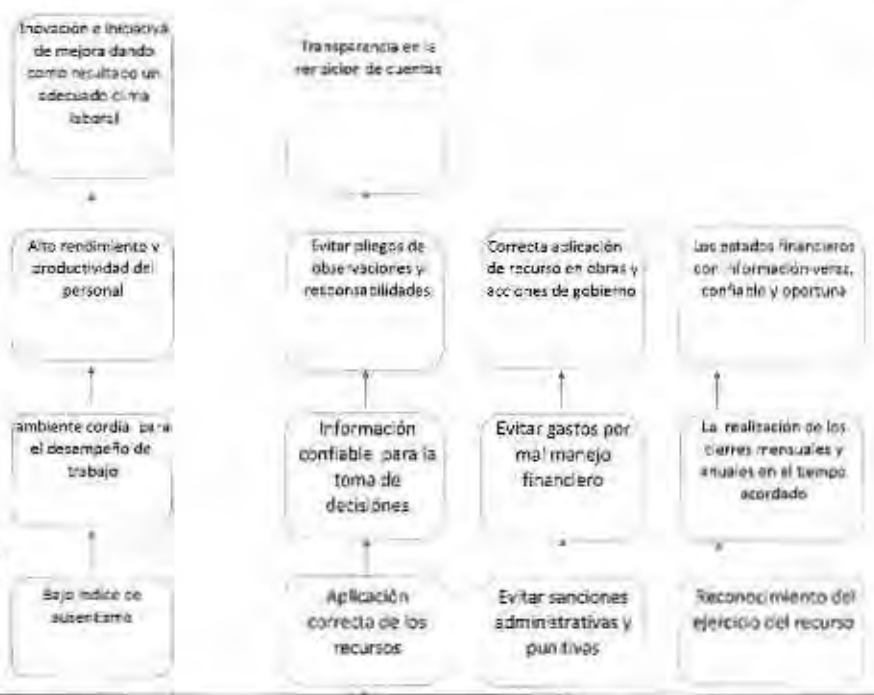 Inovación e iniciativa
de mejora dando
como resultado un
adecuado clima
laboral
Transparencia en la
rendicion de cuentas
Alto rendimiento y
productividad del
personal
Evitar pliegos de
observaciones y
responsabilidades
Correcta aplicación
de recurso en obras y
acciones de gobierno
Los estados financieros
con información veraz,
confiable y oportuna
ambiente cordial para
el desempeño de
trabajo
Información
confiable para la
toma de
decisiónes
Evitar gastos por
mal manejo
financiero
La realización de los
cierres mensuales y
anuales en el tiempo
acordado
Bajo indice de
ausentismo
Aplicación
correcta de los
recursos
Evitar sanciones
administrativas y
punitivas
Reconocimiento del
ejercicio del recurso